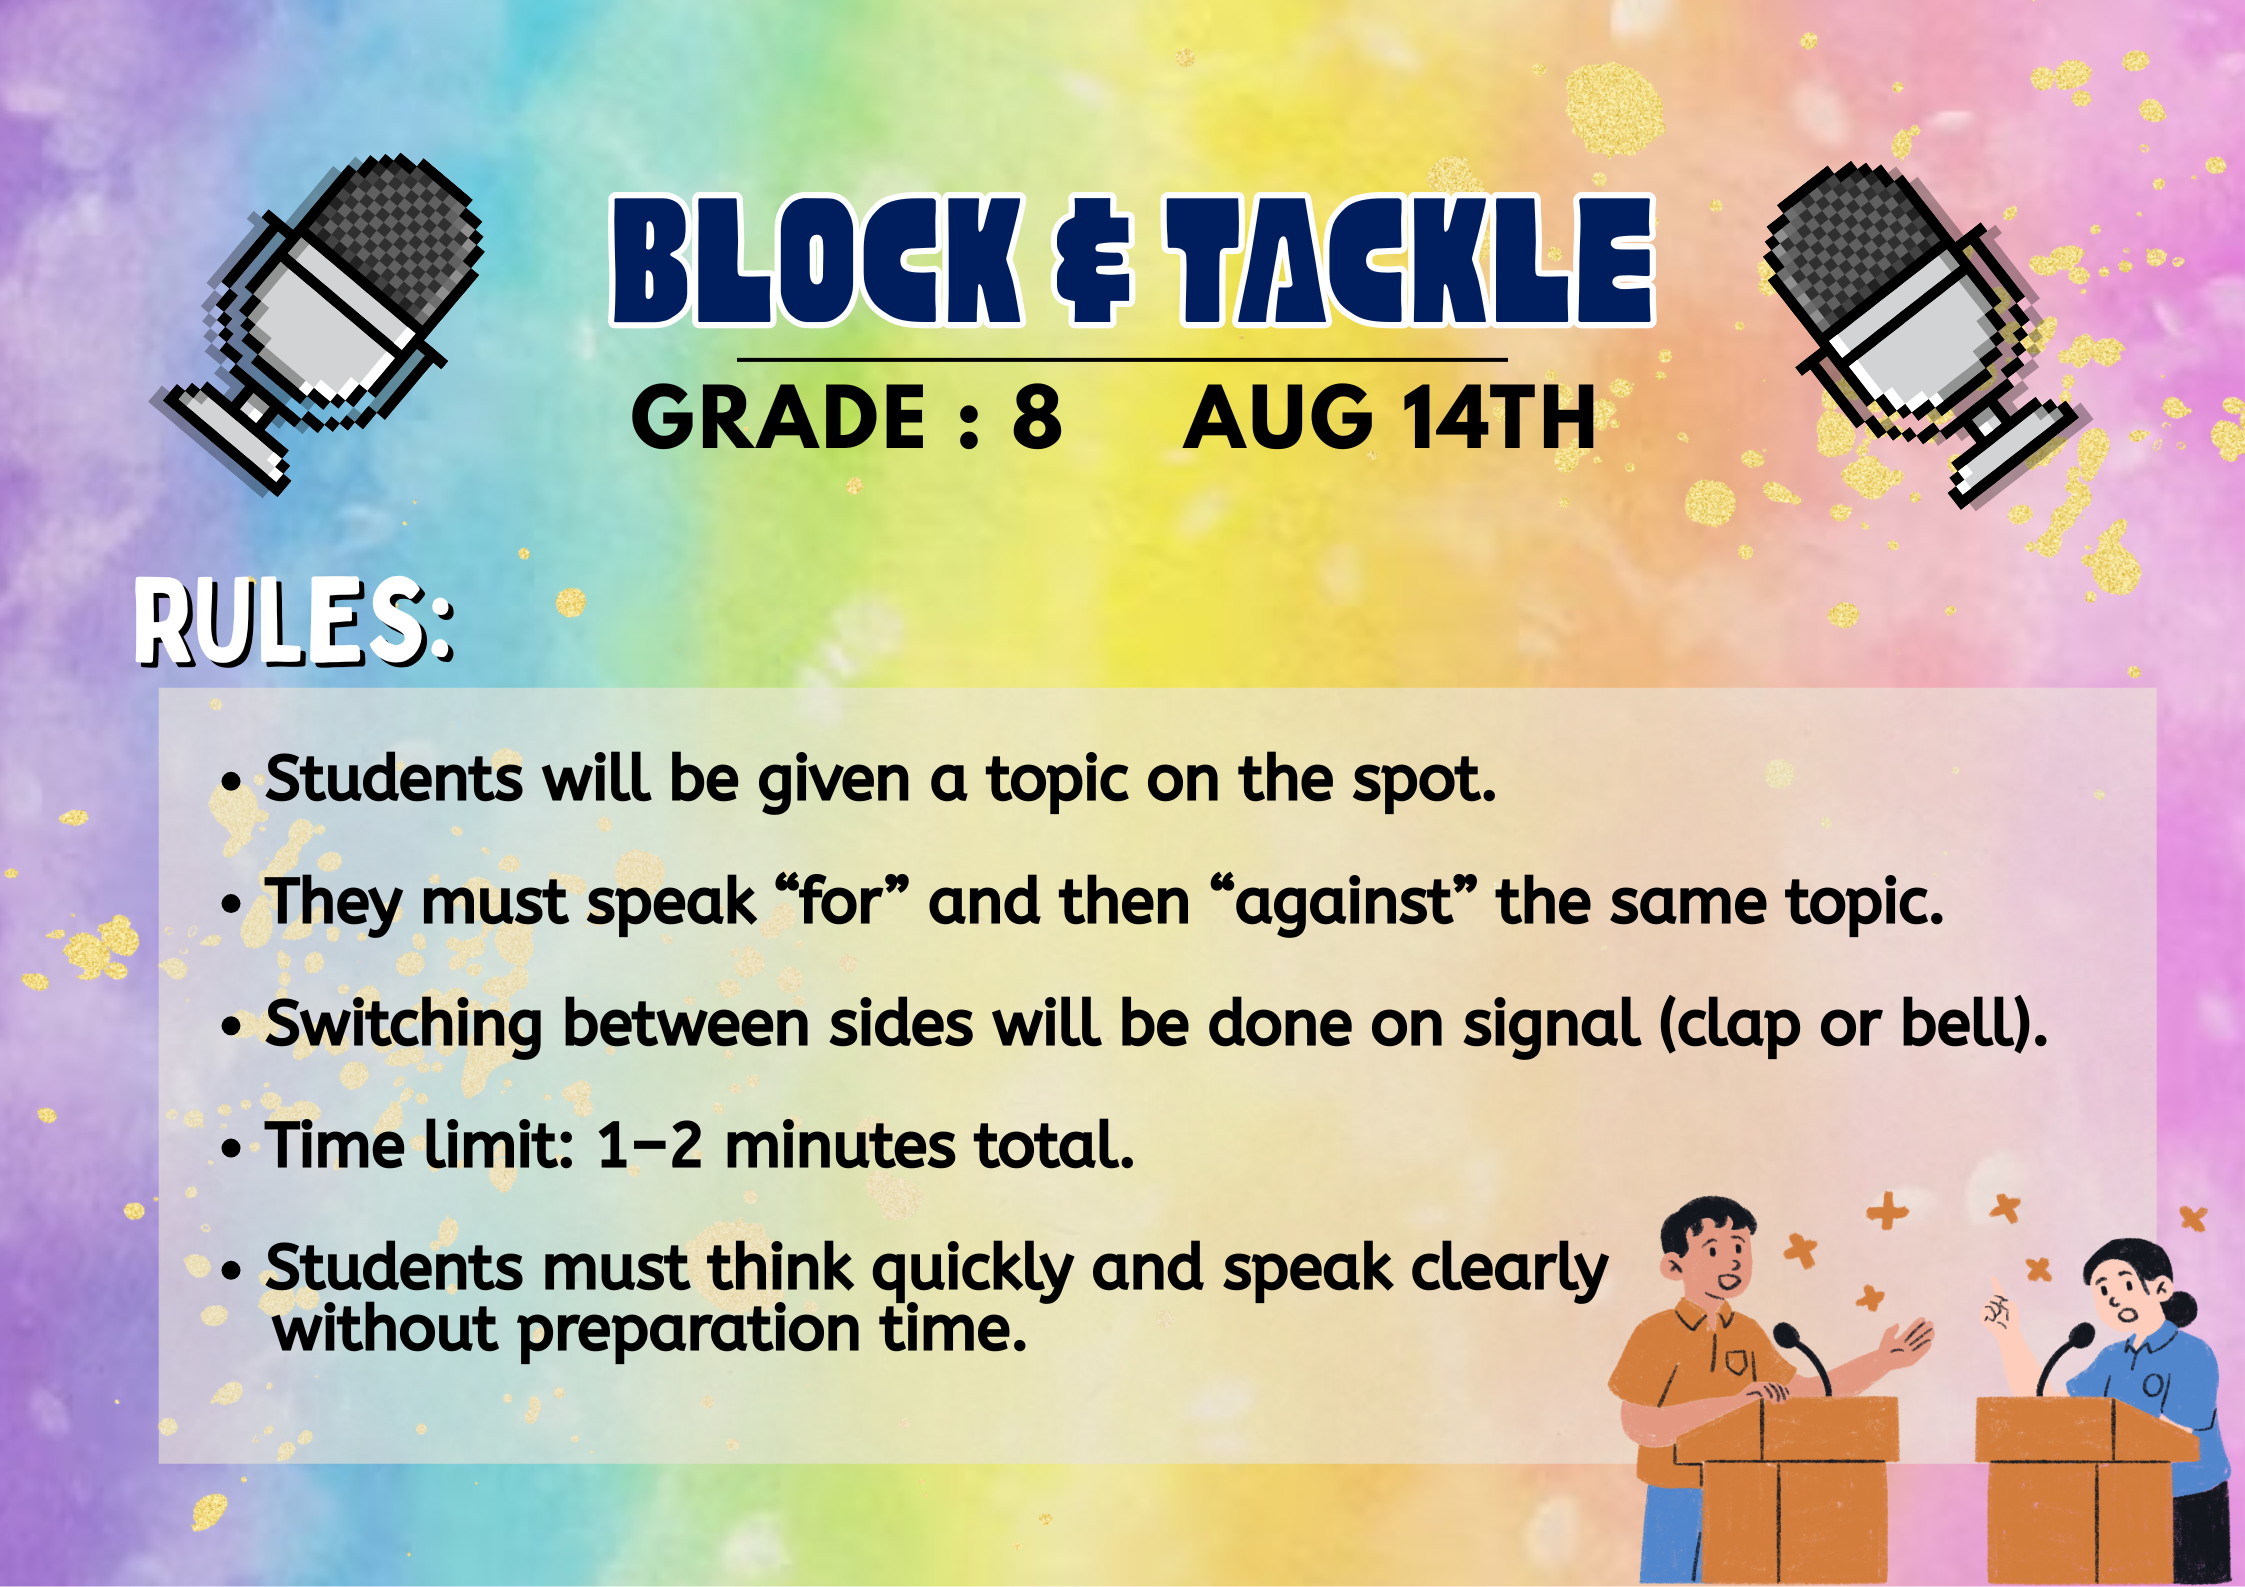 BLOCK & TACKLE
GRADE : 8 AUG 14TH
RULES:
• Students will be given a topic on the spot.
• They must speak “for” and then “against” the same topic.
• Switching between sides will be done on signal (clap or bell).
• Time limit: 1–2 minutes total.
• Students must think quickly and speak clearly
without preparation time.